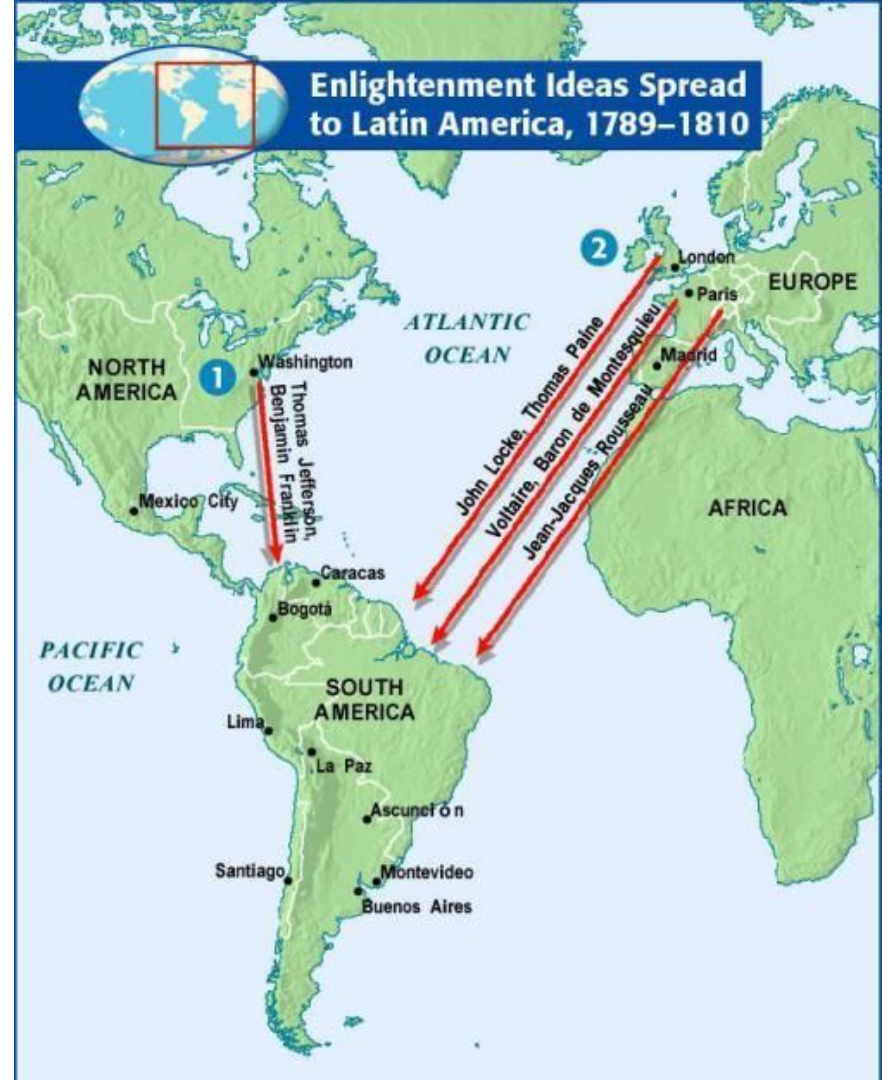 Enlightenment Ideas Spread
to Latin America, 1789–1810
2
London
Paris
EUROPE
ATLANTIC
OCEAN
Madrid
1
Washington
NORTH
AMERICA
Thomas Jefferson,
Benjamin Franklin
John Locke, Thomas Paine
Voltaire, Baron de Montesquieu
Jean-Jacques Rousseau
Mexico City
AFRICA
Caracas
Bogotá
PACIFIC
OCEAN
SOUTH
AMERICA
Lima
La Paz
Ascunción
Santiago
Montevideo
Buenos Aires